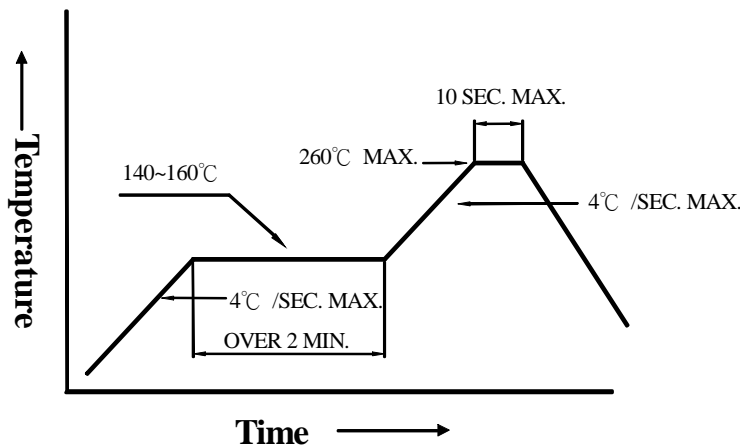 10 SEC. MAX.
260℃ MAX.
140~160℃
4℃ /SEC. MAX.
4℃ /SEC. MAX.
OVER 2 MIN.
Temperature
Time